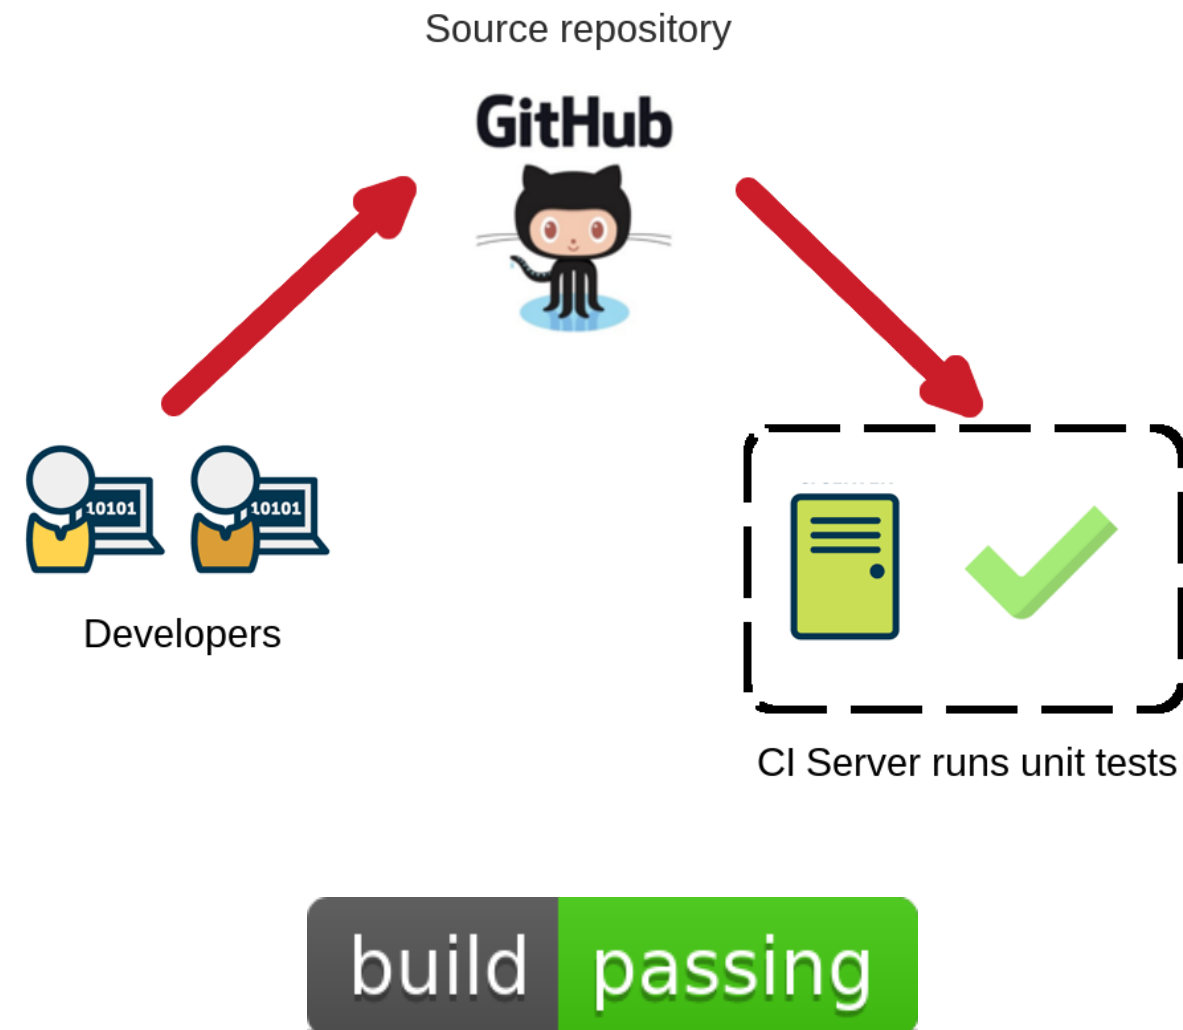 Source repository
GitHub
10101
10101
Developers
CI Server runs unit tests
build passing